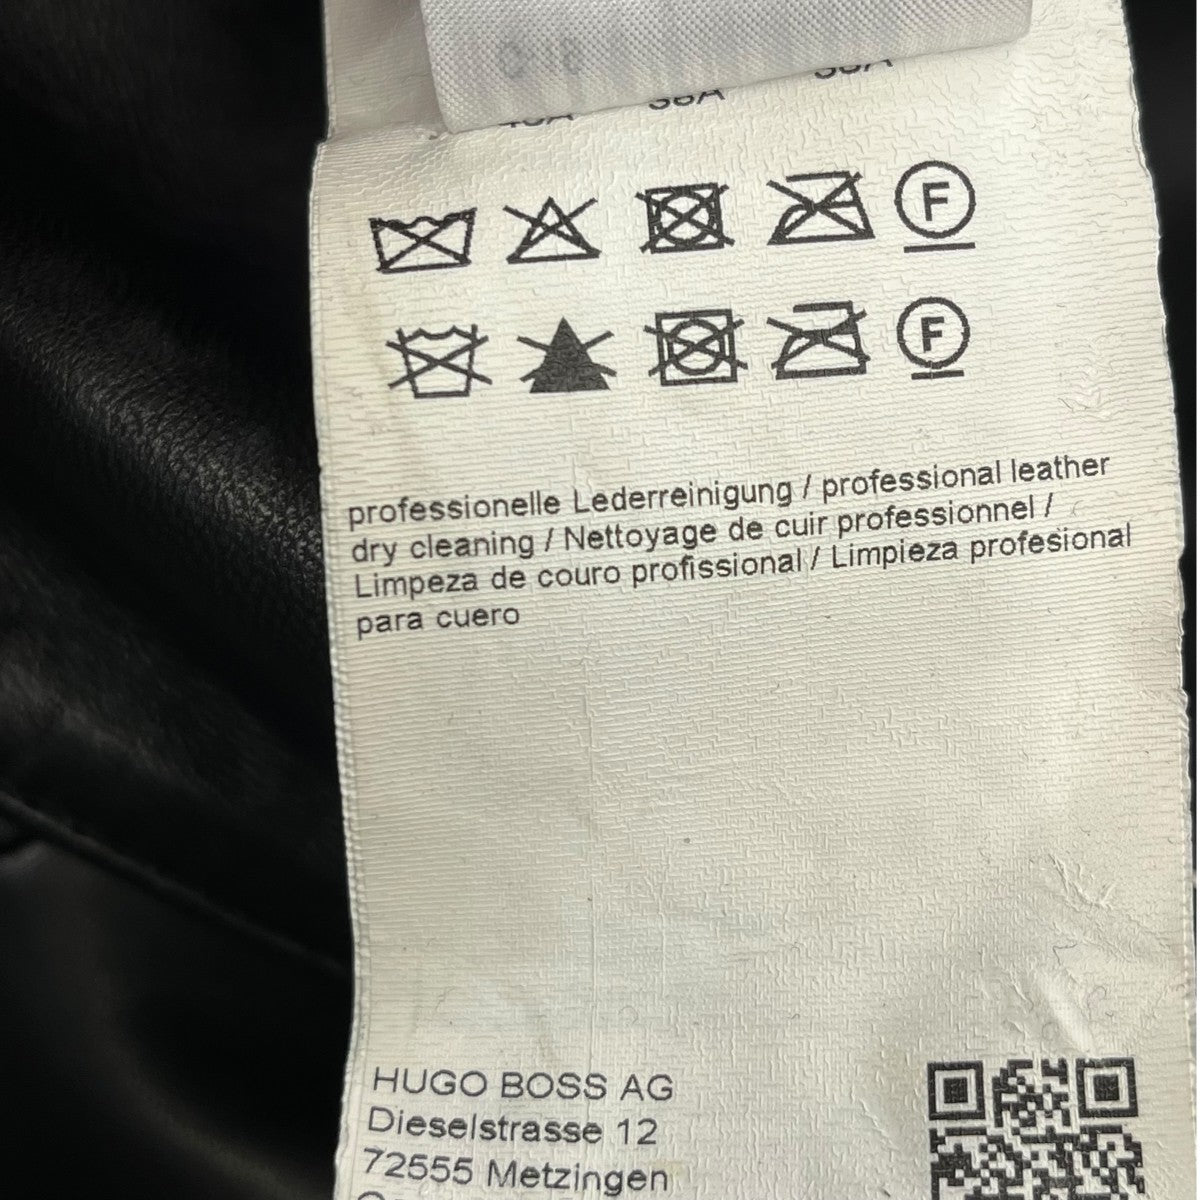 F
F
professionelle Lederreinigung / professional leather
dry cleaning / Nettoyage de cuir professionnel /
Limpeza de couro profissional / Limpieza profesional
para cuero
HUGO BOSS AG
Dieselstrasse 12
72555 Metzingen